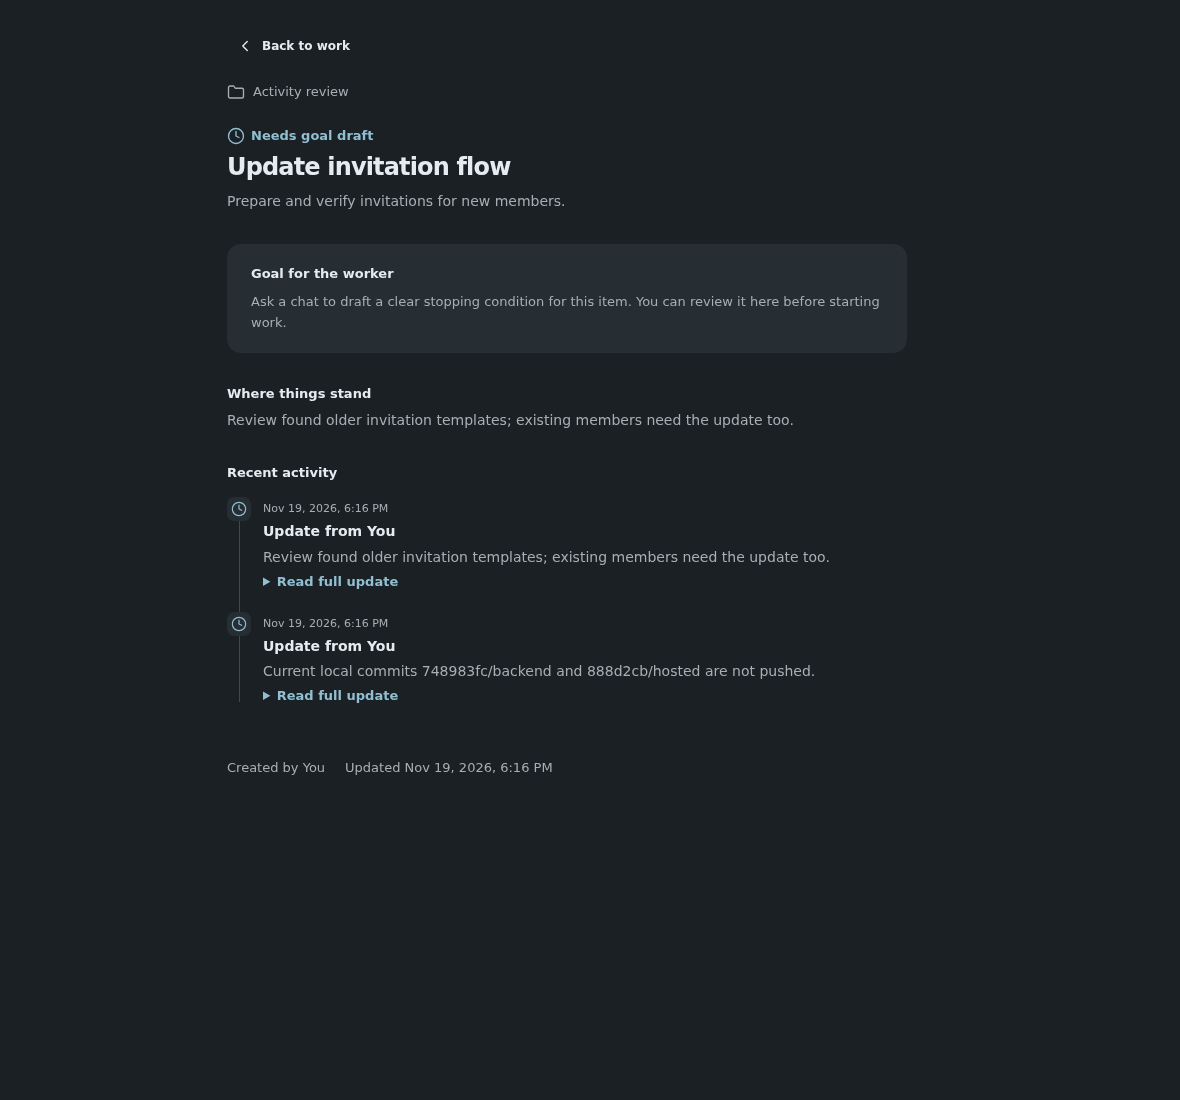 Back to work
Activity review
Needs goal draft
Update invitation flow
Prepare and verify invitations for new members.
Goal for the worker
Ask a chat to draft a clear stopping condition for this item. You can review it here before starting
work.
Where things stand
Review found older invitation templates; existing members need the update too.
Recent activity
Nov 19, 2026, 6:16 PM
Update from You
Review found older invitation templates; existing members need the update too.
Read full update
Nov 19, 2026, 6:16 PM
Update from You
Current local commits 748983fc/backend and 888d2cb/hosted are not pushed.
Read full update
Created by You Updated Nov 19, 2026, 6:16 PM